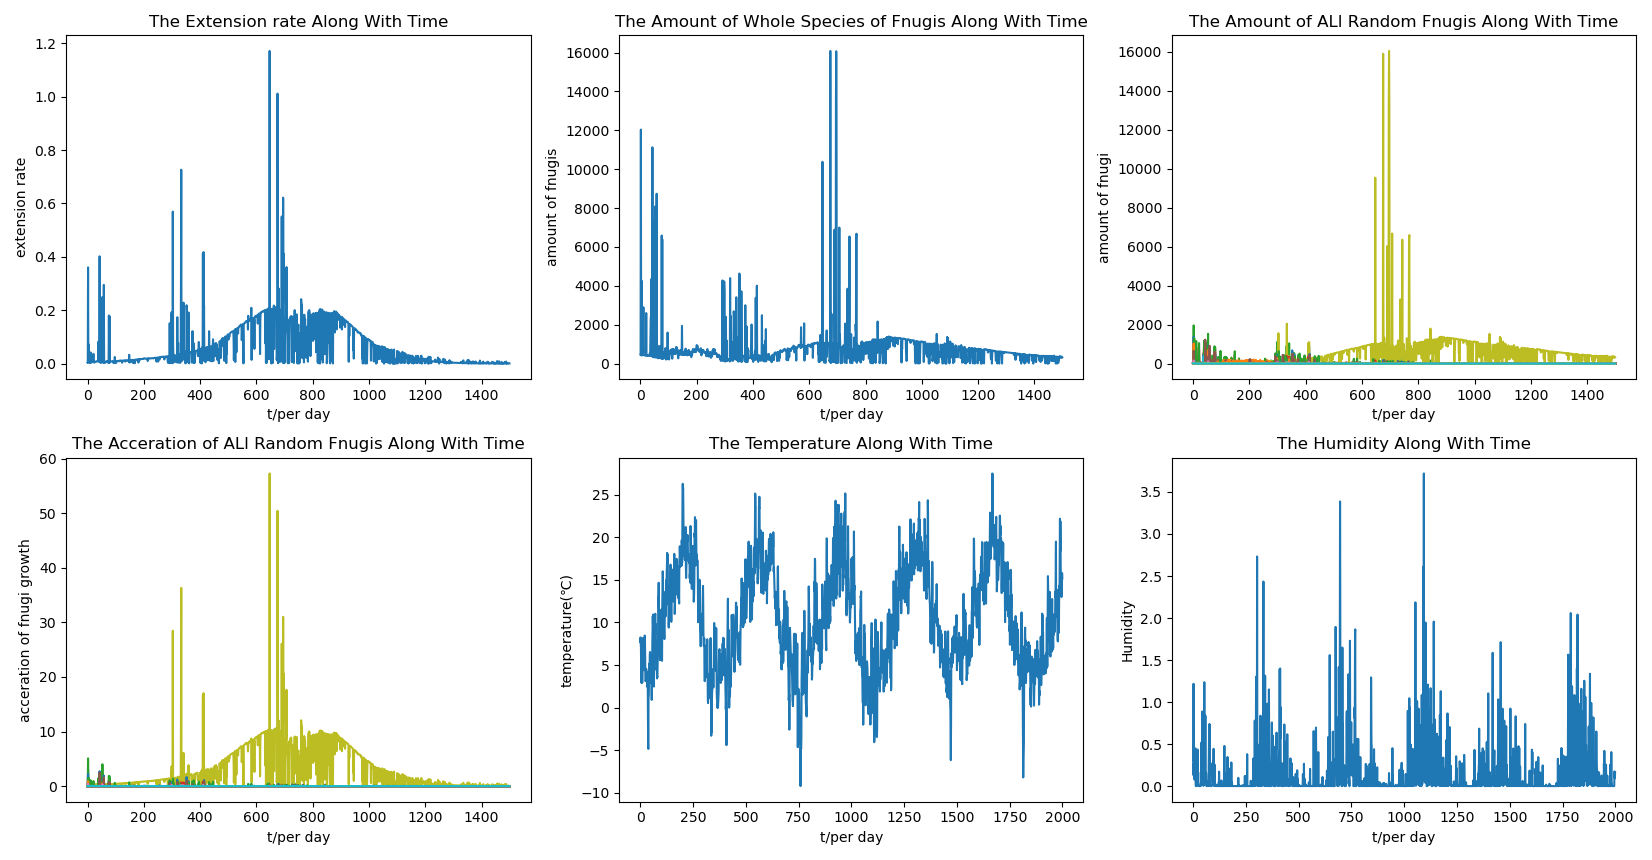 The Extension rate Along With Time
extension rate
1.2
1.0
0.8
0.6
0.4
0.2
0.0
0 200 400 600 800 1000 1200 1400
t/per day
The Amount of Whole Species of Fnugis Along With Time
amount of fnugis
16000
14000
12000
10000
8000
6000
4000
2000
0
0 200 400 600 800 1000 1200 1400
t/per day
The Amount of ALl Random Fnugis Along With Time
amount of fnugi
16000
14000
12000
10000
8000
6000
4000
2000
0
0 200 400 600 800 1000 1200 1400
t/per day
The Acceration of ALl Random Fnugis Along With Time
acceration of fnugi growth
60
50
40
30
20
10
0
0 200 400 600 800 1000 1200 1400
t/per day
The Temperature Along With Time
temperature(℃)
25
20
15
10
5
0
−5
−10
0 250 500 750 1000 1250 1500 1750 2000
t/per day
The Humidity Along With Time
Humidity
3.5
3.0
2.5
2.0
1.5
1.0
0.5
0.0
0 250 500 750 1000 1250 1500 1750 2000
t/per day